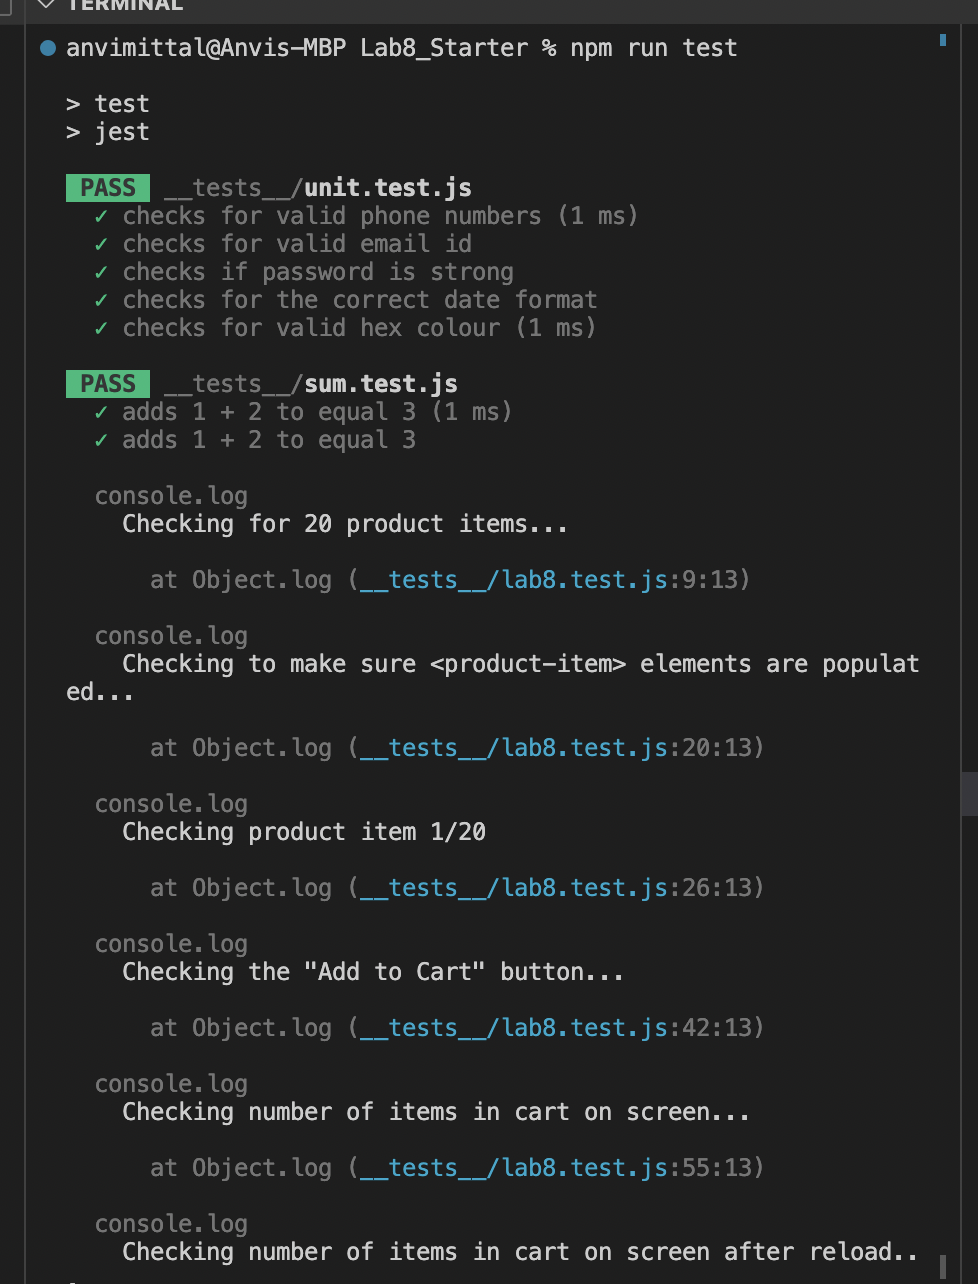 TERMINAL
anvimittal@Anvis-MBP Lab8_Starter % npm run test
> test
> jest
PASS __tests__/unit.test.js
✓ checks for valid phone numbers (1 ms)
✓ checks for valid email id
✓ checks if password is strong
✓ checks for the correct date format
✓ checks for valid hex colour (1 ms)
PASS __tests__/sum.test.js
✓ adds 1 + 2 to equal 3 (1 ms)
✓ adds 1 + 2 to equal 3
console.log
Checking for 20 product items...
at Object.log (__tests__/lab8.test.js:9:13)
console.log
Checking to make sure <product-item> elements are populat
ed...
at Object.log (__tests__/lab8.test.js:20:13)
console.log
Checking product item 1/20
at Object.log (__tests__/lab8.test.js:26:13)
console.log
Checking the "Add to Cart" button...
at Object.log (__tests__/lab8.test.js:42:13)
console.log
Checking number of items in cart on screen...
at Object.log (__tests__/lab8.test.js:55:13)
console.log
Checking number of items in cart on screen after reload..